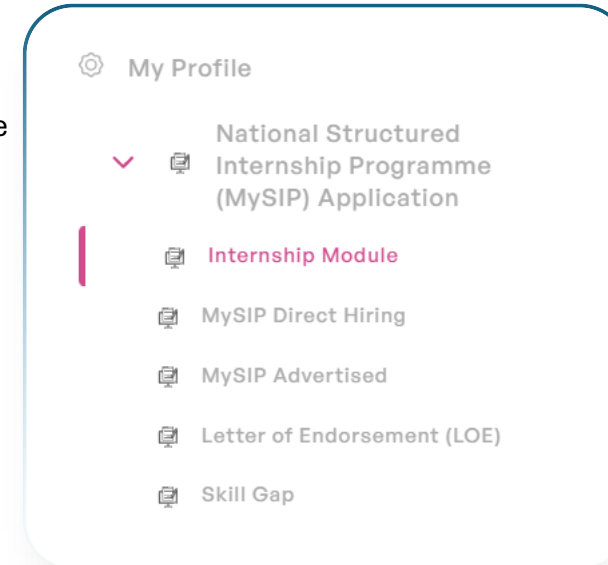 My Profile
e
National Structured
Internship Programme
(MySIP) Application
Internship Module
MySIP Direct Hiring
MySIP Advertised
Letter of Endorsement (LOE)
Skill Gap